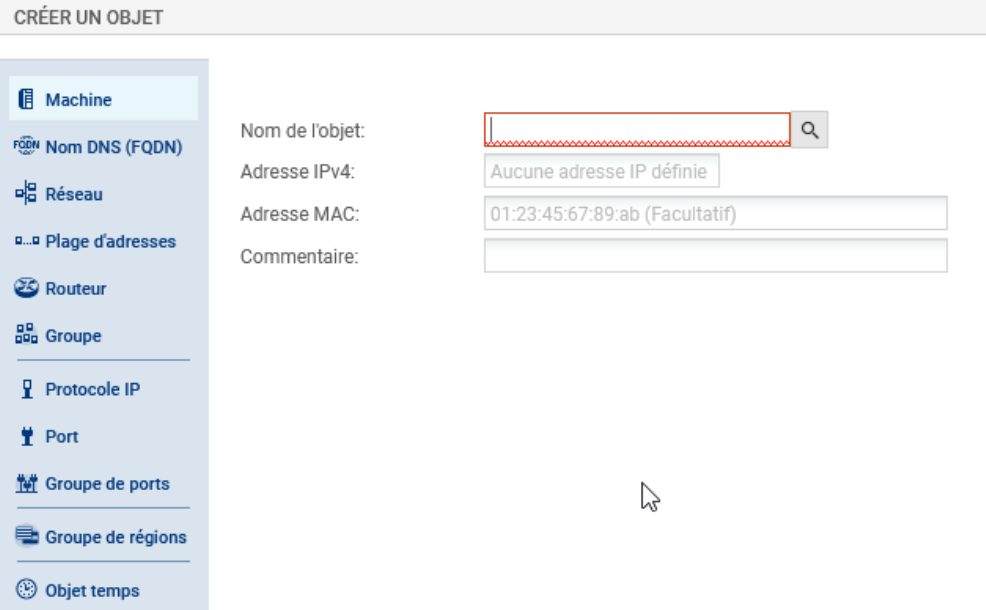 CRÉER UN OBJET
Machine
FQDN Nom DNS (FQDN)
Réseau
Plage d'adresses
Routeur
Groupe
Protocole IP
Port
Groupe de ports
Groupe de régions
Objet temps
Nom de l'objet:
Adresse IPv4: Aucune adresse IP définie
Adresse MAC: 01:23:45:67:89:ab (Facultatif)
Commentaire: